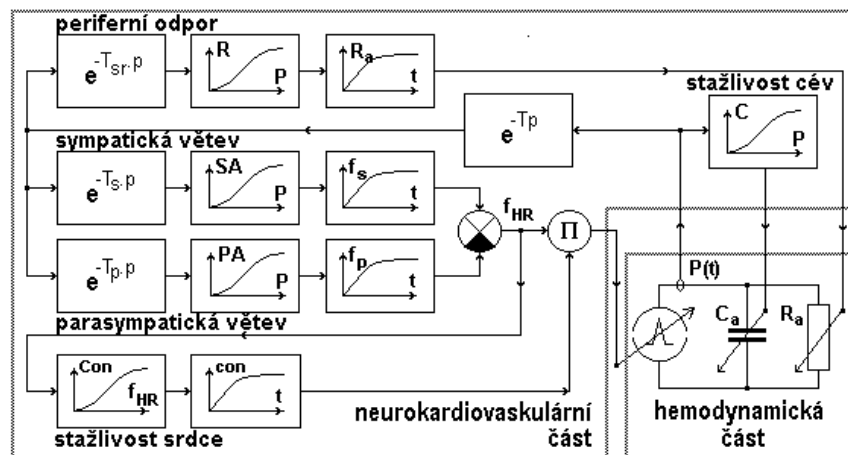 periferní odpor
e-Tsr.p
R
P
Ra
t
stažlivost cév
C
P
e-Tp
sympatická větev
e-Ts.p
SA
P
fs
t
fHR
Π
e-Tp.p
PA
P
fp
t
P(t)
Ca
Ra
parasympatická větev
Con
fHR
con
t
stažlivost srdce
neurokardiovaskulární
část
hemodynamická
část